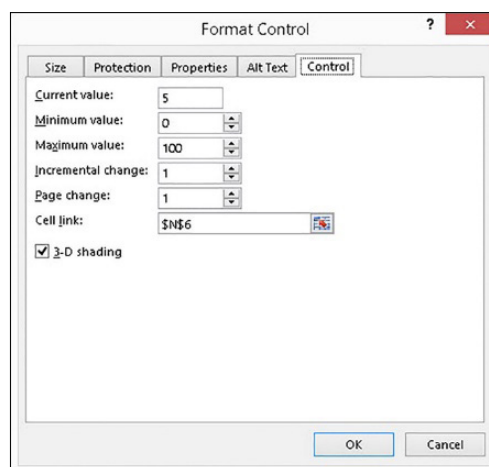 Format Control
?
×
Size Protection Properties Alt Text Control
Current value: 5
Minimum value: 0
Maximum value: 100
Incremental change: 1
Page change: 1
Cell link: $N$6
3-D shading
OK Cancel